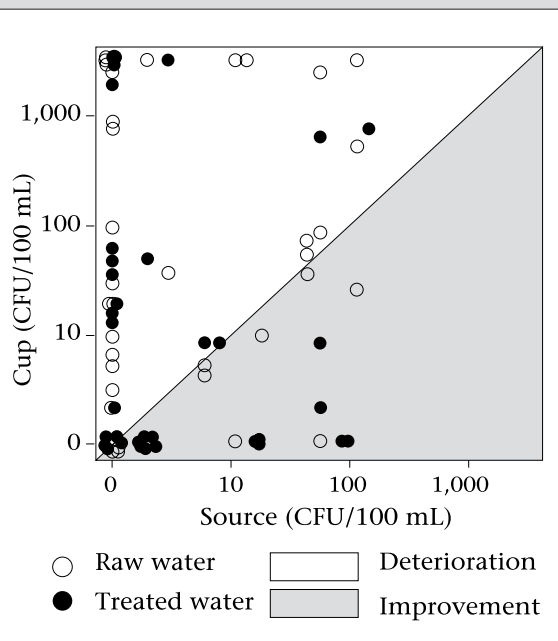 1,000
100
10
0
Cup (CFU/100 mL)
0 10 100 1,000
Source (CFU/100 mL)
Raw water Deterioration
Treated water Improvement